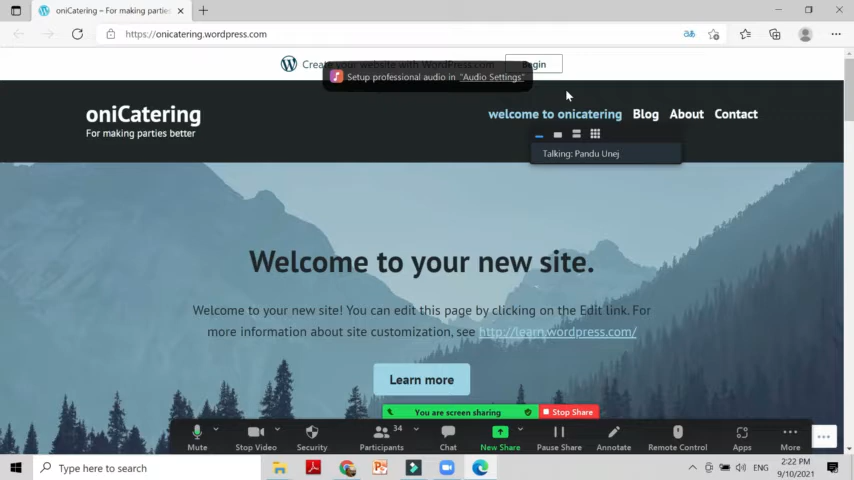 oniCatering – For making parties
https://onicatering.wordpress.com
Create your website with WordPress.com
Begin
Setup professional audio in "Audio Settings"
oniCatering
For making parties better
welcome to onicatering
Blog
About
Contact
Talking: Pandu Unej
Welcome to your new site.
Welcome to your new site! You can edit this page by clicking on the Edit link. For
more information about site customization, see http://learn.wordpress.com/
Learn more
You are screen sharing
Stop Share
34
Mute
Stop Video
Security
Participants
Chat
New Share
Pause Share
Annotate
Remote Control
Apps
More
Type here to search
ENG
2:22 PM
9/10/2021